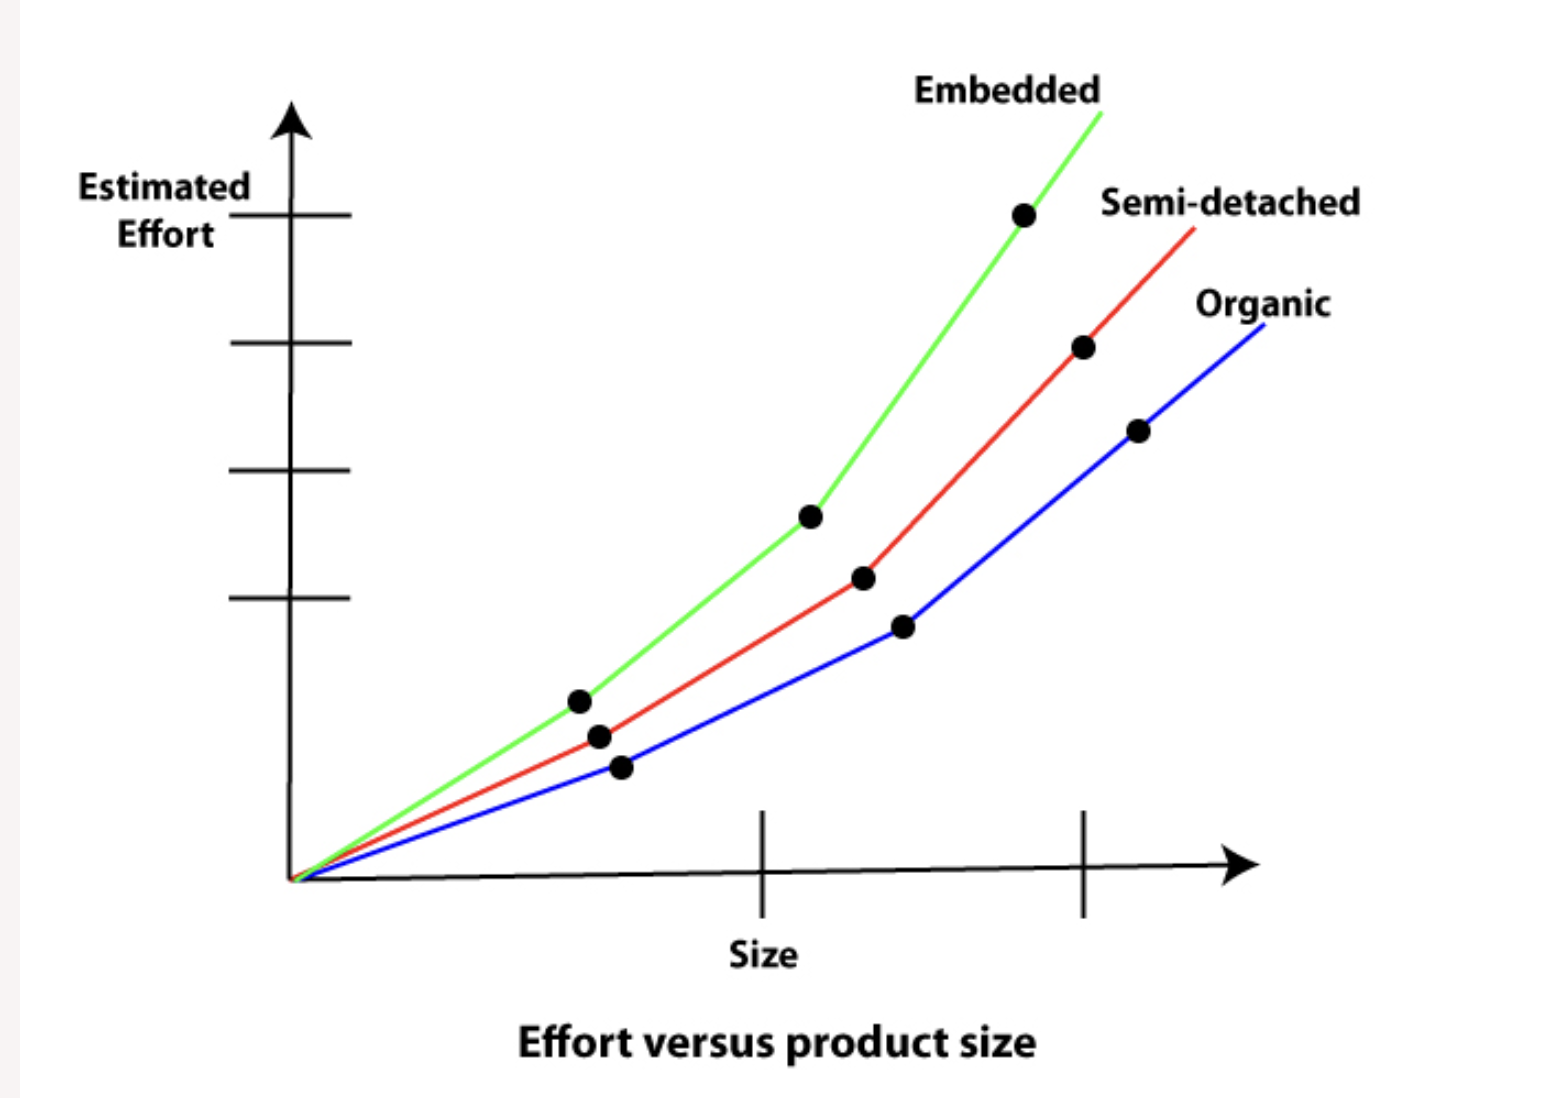 Embedded
Estimated
Effort
Semi-detached
Organic
Size
Effort versus product size